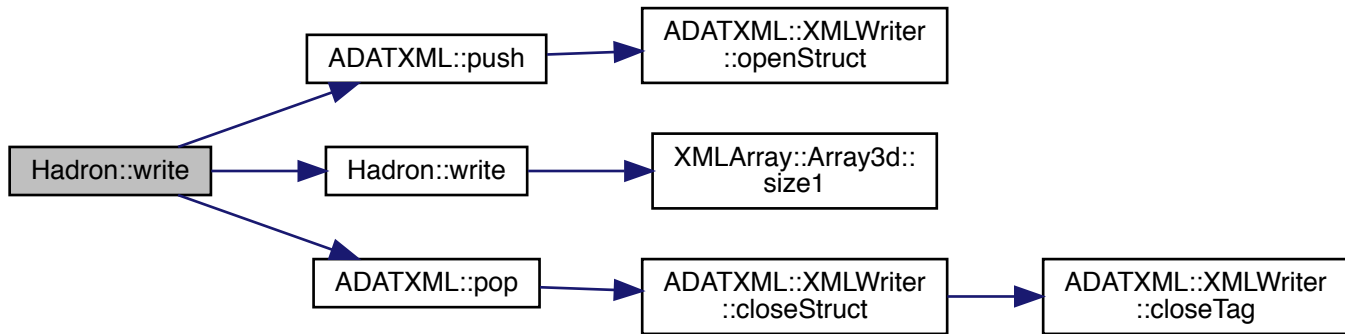 ADATXML::XMLWriter
::openStruct
ADATXML::push
Hadron::write
Hadron::write
XMLArray::Array3d::
size1
ADATXML::pop
ADATXML::XMLWriter
::closeStruct
ADATXML::XMLWriter
::closeTag